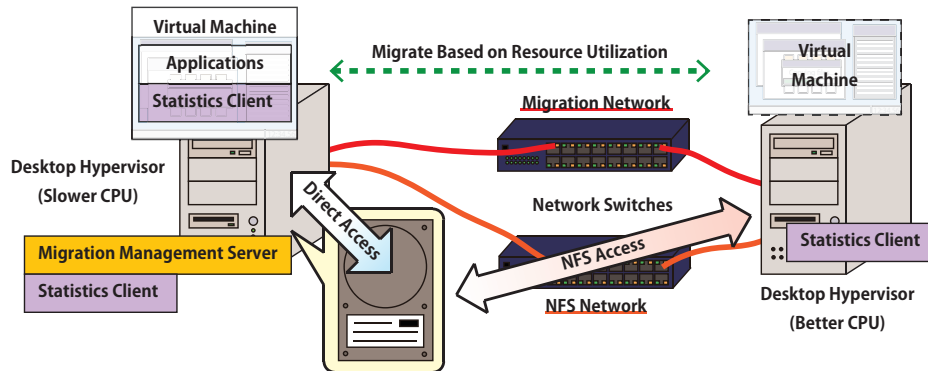 Virtual Machine
Applications
Statistics Client
Migrate Based on Resource Utilization
Virtual
Machine
Migration Network
Desktop Hypervisor
(Slower CPU)
Direct Access
Network Switches
NFS Access
Migration Management Server
Statistics Client
Statistics Client
NFS Network
Desktop Hypervisor
(Better CPU)